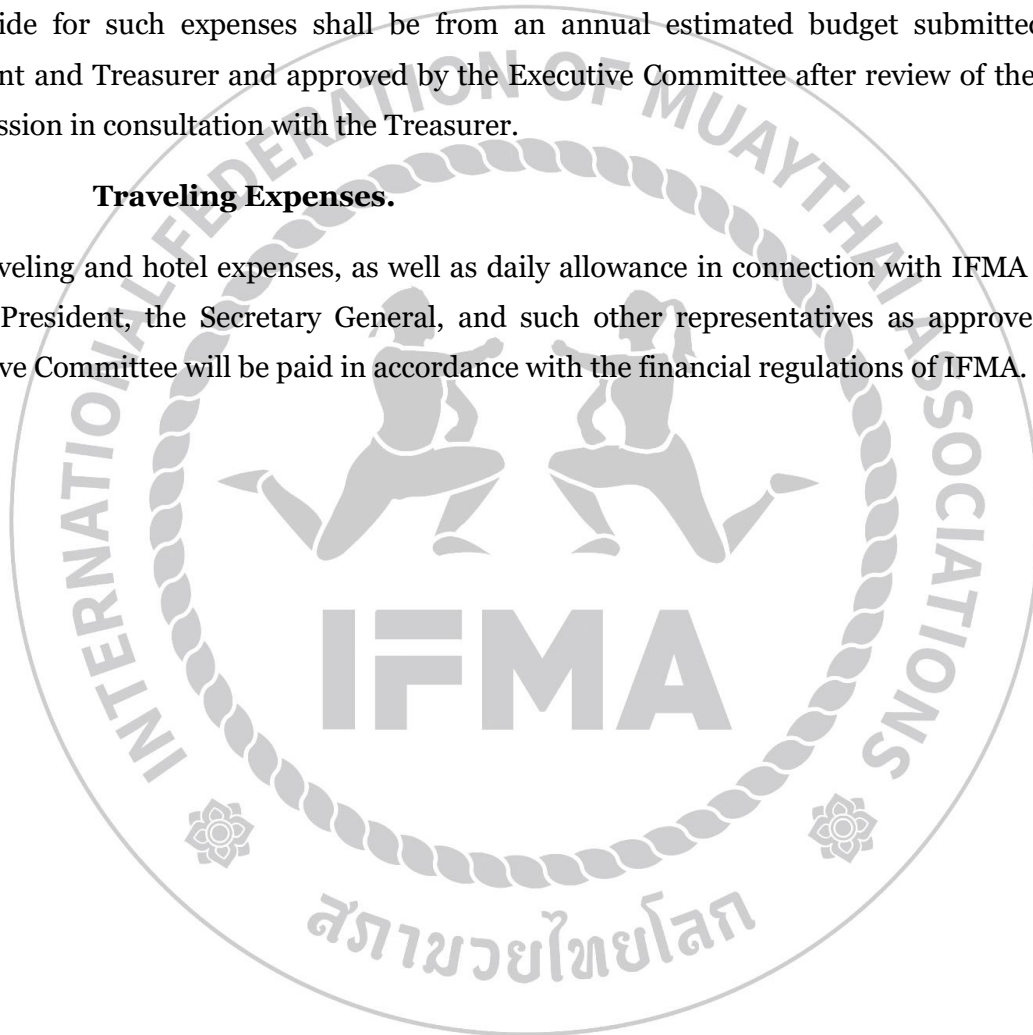 ide for such expenses shall be from an annual estimated budget submitted
nt and Treasurer and approved by the Executive Committee after review of the
ssion in consultation with the Treasurer.
Traveling Expenses.
veling and hotel expenses, as well as daily allowance in connection with IFMA
President, the Secretary General, and such other representatives as approve
ve Committee will be paid in accordance with the financial regulations of IFMA.
INTERNATIONAL FEDERATION OF MUAYTHAI ASSOCIATIONS
IFMA
สภามวยไทยโลก